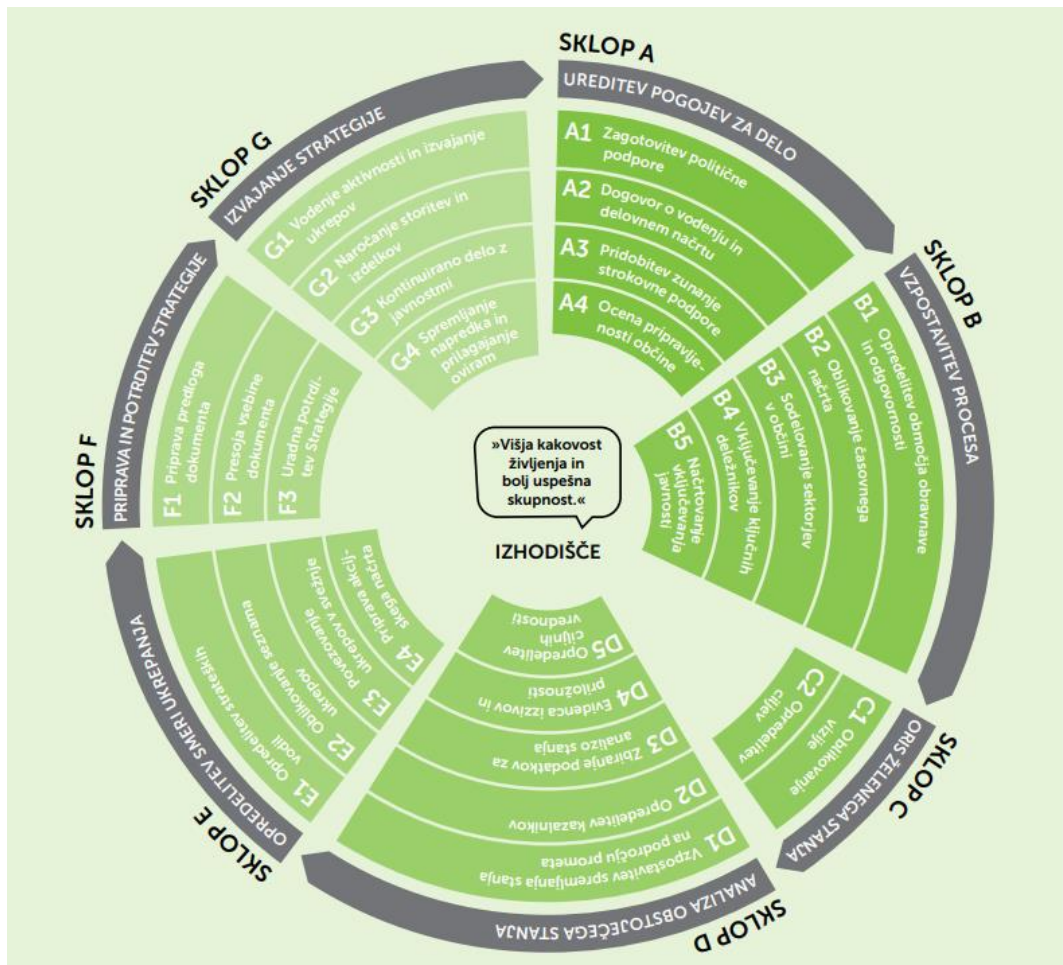 SKLOP A
UREDITEV POGOJEV ZA DELO
A1 Zagotovitev politične
podpore
A2 Dogovor o vodenju in
delovnem načrtu
A3 Pridobitev zunanje
strokovne podpore
A4 Ocena pripravlje-
nosti občine
SKLOP B
VZPOSTAVITEV PROCESA
B1 Opredelitev območja obravnave
in odgovornosti
B2 Oblikovanje časovnega
načrta
B3 Sodelovanje sektorjev
v občini
B4 Vključevanje ključnih
deležnikov
B5 Načrtovanje
vključevanja
javnosti
SKLOP C
ORIS ŽELENEGA STANJA
C1 Oblikovanje
vizije
C2 Opredelitev
ciljev
SKLOP D
ANALIZA OBSTOJEČEGA STANJA
D1 Vzpostavitev spremljanja stanja
na področju prometa
D2 Opredelitev kazalnikov
D3 Zbiranje podatkov za
analizo stanja
D4 Evidenca izzivov in
priložnosti
D5 Opredelitev
ciljnih
vrednosti
SKLOP E
OPREDELITEV SMERI UKREPANJA
E1 Opredelitev strateških
vodil
E2 Oblikovanje seznama
ukrepov
E3 Povezovanje
ukrepov v svežnje
E4 Priprava akcij-
skega načrta
SKLOP F
PRIPRAVA IN POTRDITEV STRATEGIJE
F1 Priprava predloga
dokumenta
F2 Presoja vsebine
dokumenta
F3 Uradna potrdi-
tev Strategije
SKLOP G
IZVAJANJE STRATEGIJE
G1 Vodenje aktivnosti in izvajanje
ukrepov
G2 Naročanje storitev in
izdelkov
G3 Kontinuirano delo z
javnostmi
G4 Spremljanje
napredka in
prilagajanje
oviram
»Višja kakovost
življenja in
bolj uspešna
skupnost.«
IZHODIŠČE